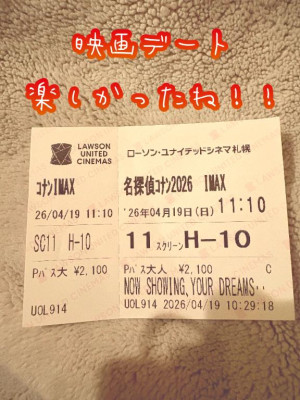 映画デート
楽しかったね！！
LAWSON
UNITED
CINEMAS
コナンIMAX
26/04/19 11:10
SC11 H-10
Pパス大 ¥2,100
UOL914
ローソン・ユナイテッドシネマ札幌
名探偵コナン2026 IMAX
'26年04月19日(日) 11:10
11 スクリーン H-10
Pパス大人 ¥2,100 C
NOW SHOWING,YOUR DREAMS‥
UOL914 2026/04/19 10:29:18